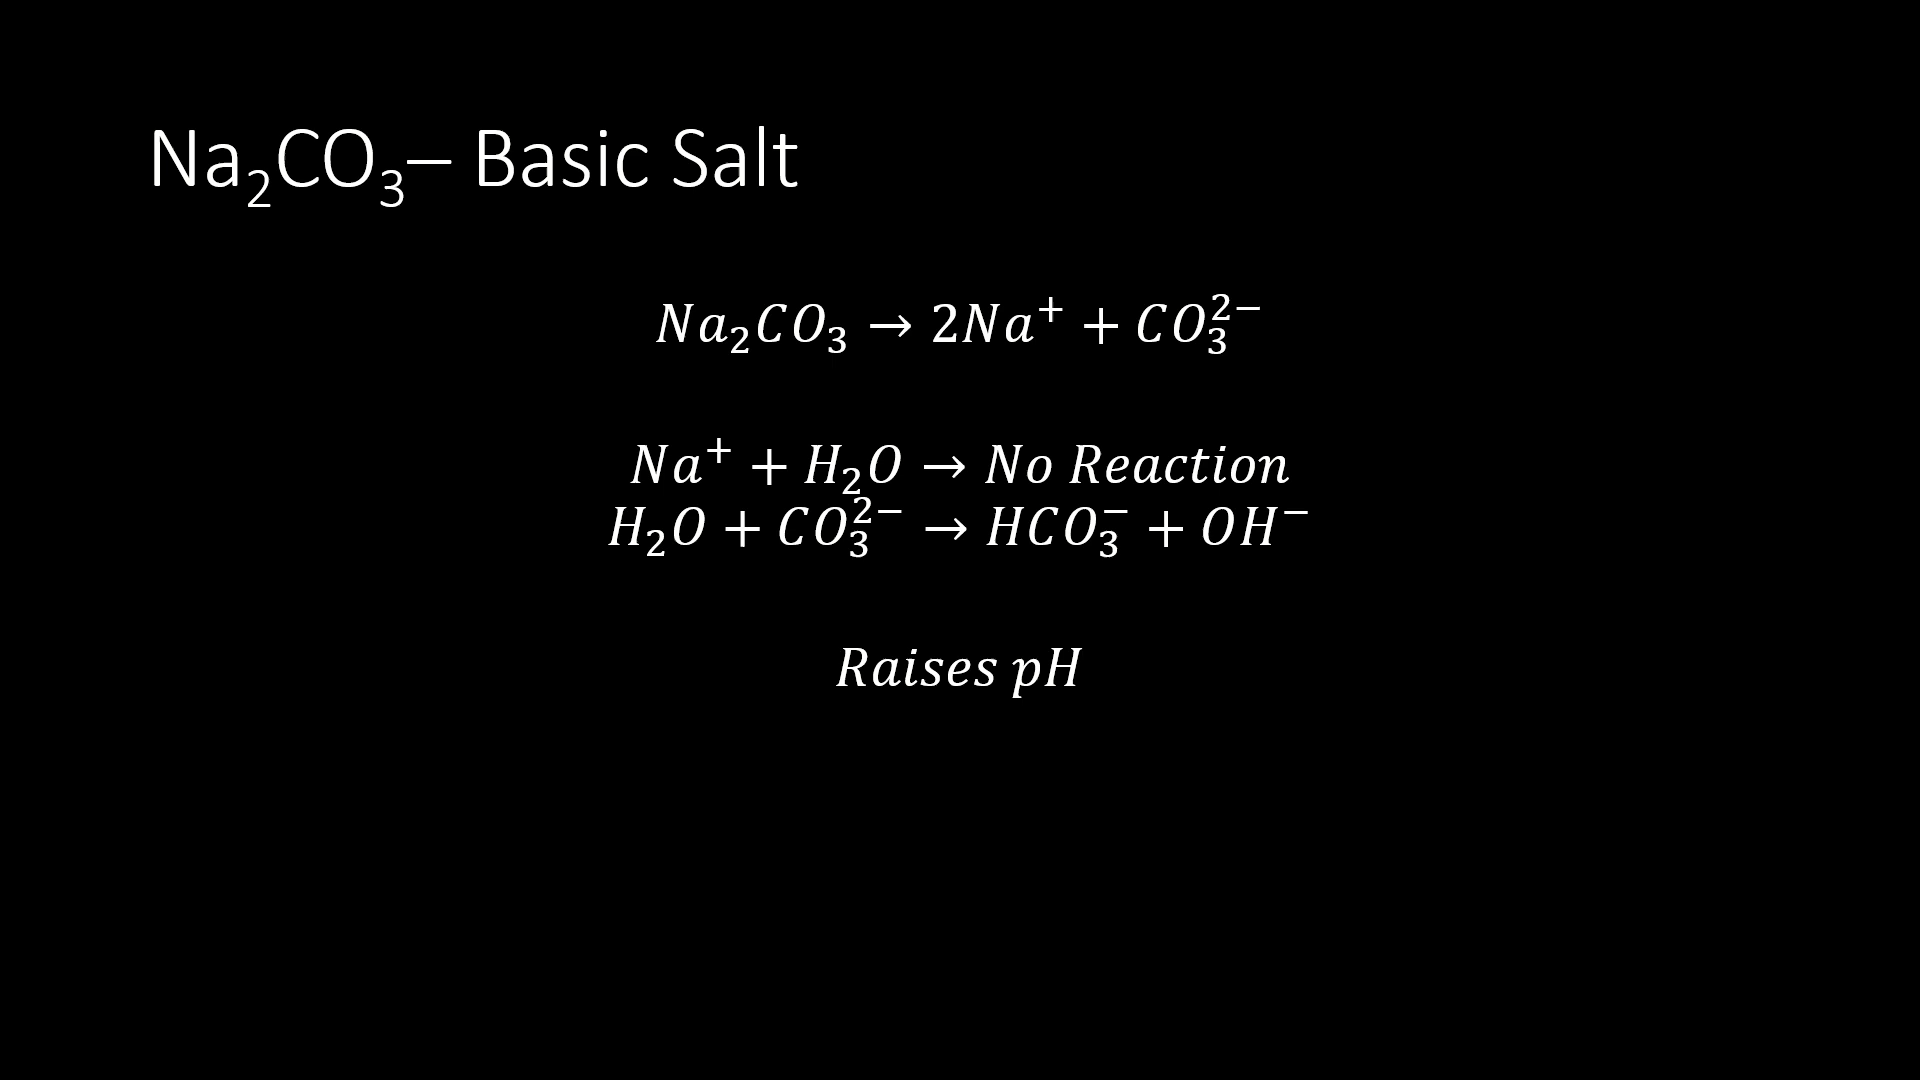 Na₂CO₃– Basic Salt
Na₂CO₃ → 2Na⁺ + CO₃²⁻
Na⁺ + H₂O → No Reaction
H₂O + CO₃²⁻ → HCO₃⁻ + OH⁻
Raises pH